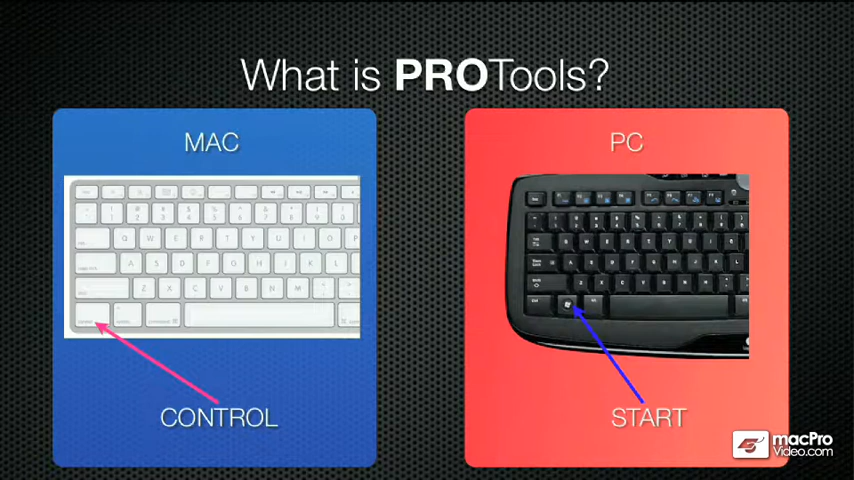 What is PROTools?
MAC
PC
CONTROL
START
macPro
Video.com